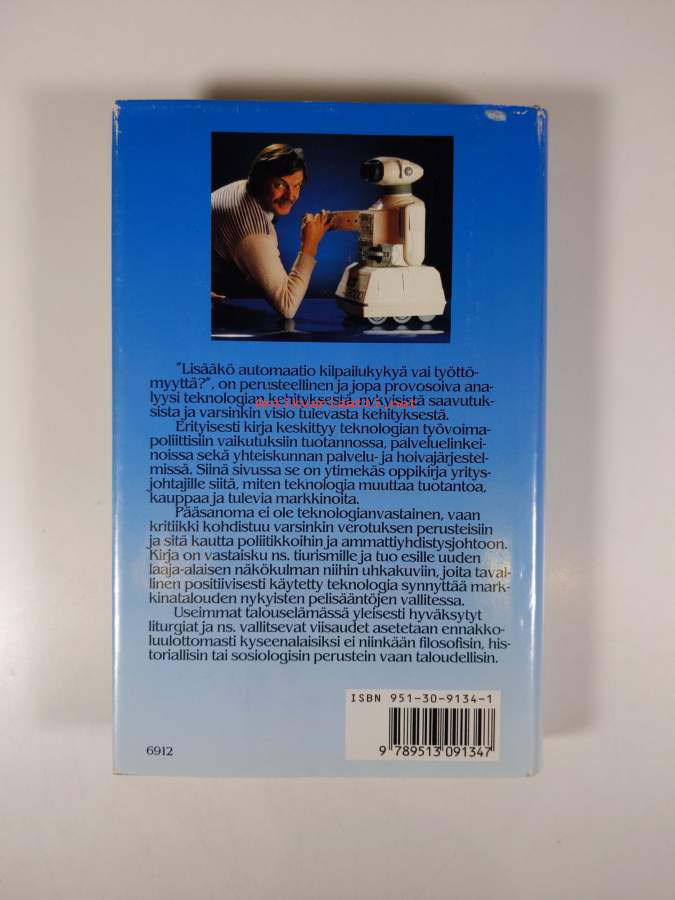 "Lisääkö automaatio kilpailukykyä vai työttö-
myyttä?", on perusteellinen ja jopa provosoiva ana-
lyysi teknologian kehityksestä, nykyisistä saavutuk-
sista ja varsinkin visio tulevasta kehityksestä.
antikvariaatti.net
Erityisesti kirja keskittyy teknologian työvoima-
poliittisiin vaikutuksiin tuotannossa, palveluelinkei-
noissa sekä yhteiskunnan palvelu- ja hoivajärjestel-
missä. Siinä sivussa se on ytimekäs oppikirja yritys-
johtajille siitä, miten teknologia muuttaa tuotantoa,
kauppaa ja tulevia markkinoita.
Pääsanoma ei ole teknologianvastainen, vaan
kritiikki kohdistuu varsinkin verotuksen perusteisiin
ja sitä kautta poliitikkoihin ja ammattiyhdistysjohtoon.
Kirja on vastaisku ns. tiurismille ja tuo esille uuden
laaja-alaisen näkökulman niihin uhkakuviin, joita taval-
linen positiivisesti käytetty teknologia synnyttää mark-
kinatalouden nykyisten pelisääntöjen vallitessa.
Useimmat talouselämässä yleisesti hyväksytyt
liturgiat ja ns. vallitsevat viisaudet asetetaan ennakko-
luulottomasti kyseenalaisiksi ei niinkään filosofisin, his-
toriallisin tai sosiologisin perustein vaan taloudellisin.
ISBN 951-30-9134-1
9 789513 091347
6912